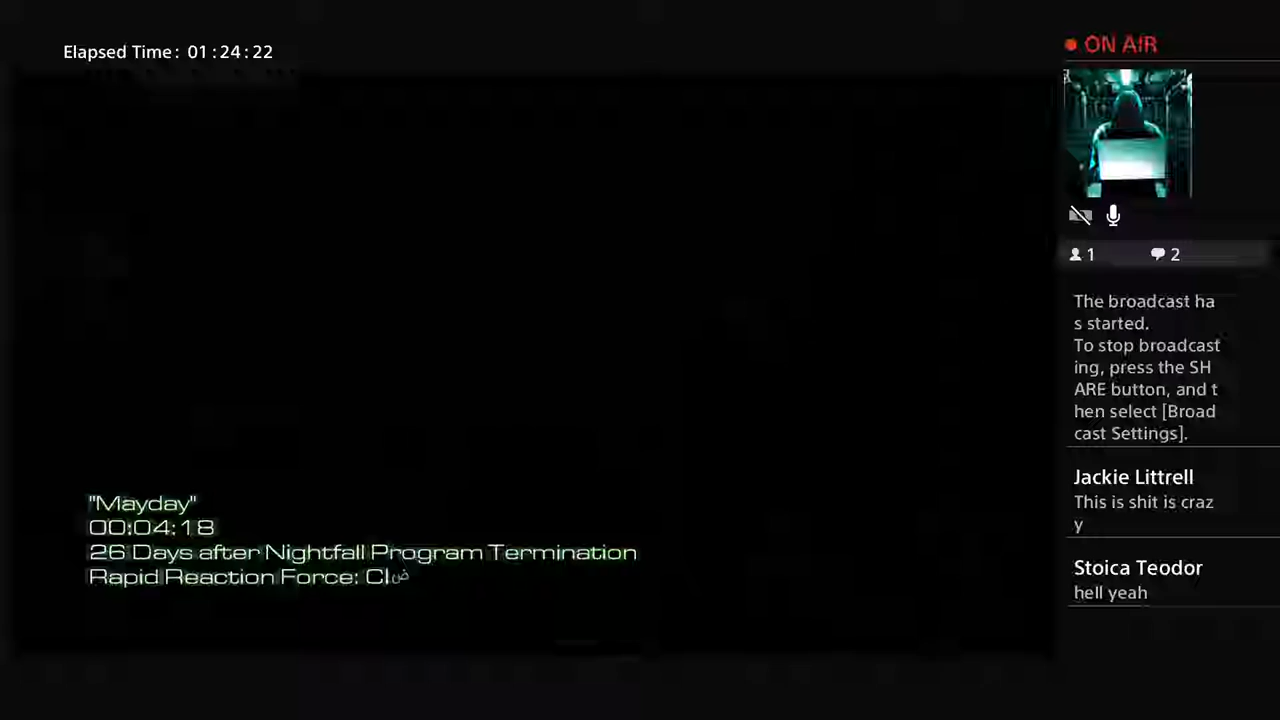 Elapsed Time: 01:24:22
ON AIR
1
2
The broadcast ha
s started.
To stop broadcast
ing, press the SH
ARE button, and t
hen select [Broad
cast Settings].
Jackie Littrell
This is shit is craz
y
Stoica Teodor
hell yeah
"Mayday"
00:04:18
26 Days after Nightfall Program Termination
Rapid Reaction Force: CIض